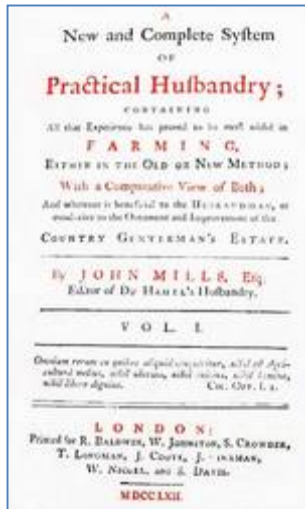 A
New and Complete Syſtem
OF
Practical Huſbandry;
CONTAINING
All that Experience has proved to be moſt uſeful in
FARMING,
EITHER IN THE OLD OR NEW METHOD;
With a Comparative View of Both;
And whatever is beneficial to the HUSBANDMAN, or
conducive to the Ornament and Improvement of the
COUNTRY GENTLEMAN'S ESTATE.
By JOHN MILLS, Eſq;
Editor of DU HAMEL'S Huſbandry.
VOL. I.
Omnium rerum ex quibus aliquid acquiritur, nihil eſt Agri-
cultura melius, nihil uberius, nihil homine,
nihil libero dignius. CIC. OFF. l. 2.
LONDON:
Printed for R. BALDWIN, W. JOHNSTON, S. CROWDER,
T. LONGMAN, J. COOTE, J.
W. NICOLL, and S. DAVIS.
MDCCLXII.